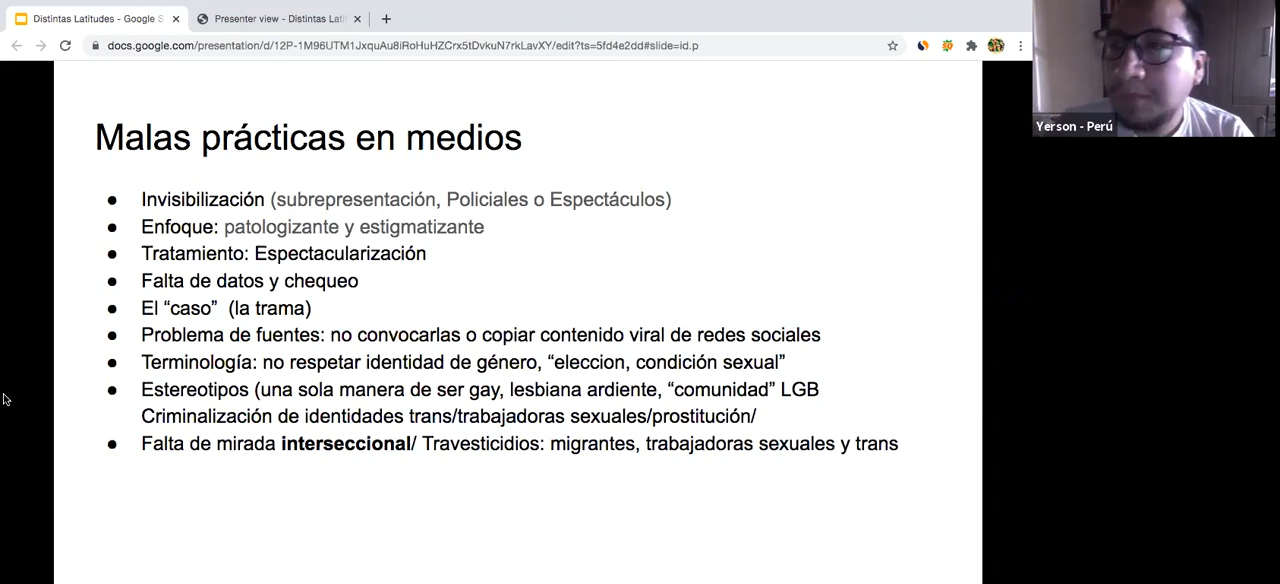 Distintas Latitudes - Google S
Presenter view - Distintas Lati
docs.google.com/presentation/d/12P-1M96UTM1JxquAu8iRoHuHZCrx5tDvkuN7rkLavXY/edit?ts=5fd4e2dd#slide=id.p
Yerson - Perú
Malas prácticas en medios
● Invisibilización (subrepresentación, Policiales o Espectáculos)
● Enfoque: patologizante y estigmatizante
● Tratamiento: Espectacularización
● Falta de datos y chequeo
● El “caso” (la trama)
● Problema de fuentes: no convocarlas o copiar contenido viral de redes sociales
● Terminología: no respetar identidad de género, “eleccion, condición sexual”
● Estereotipos (una sola manera de ser gay, lesbiana ardiente, “comunidad” LGB
Criminalización de identidades trans/trabajadoras sexuales/prostitución/
● Falta de mirada interseccional/ Travesticidios: migrantes, trabajadoras sexuales y trans